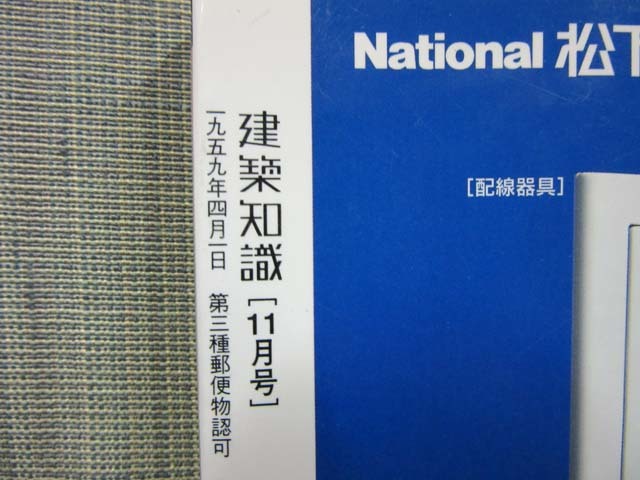 National 松下
[配線器具]
建築知識[11月号]
一九五九年四月一日 第三種郵便物認可